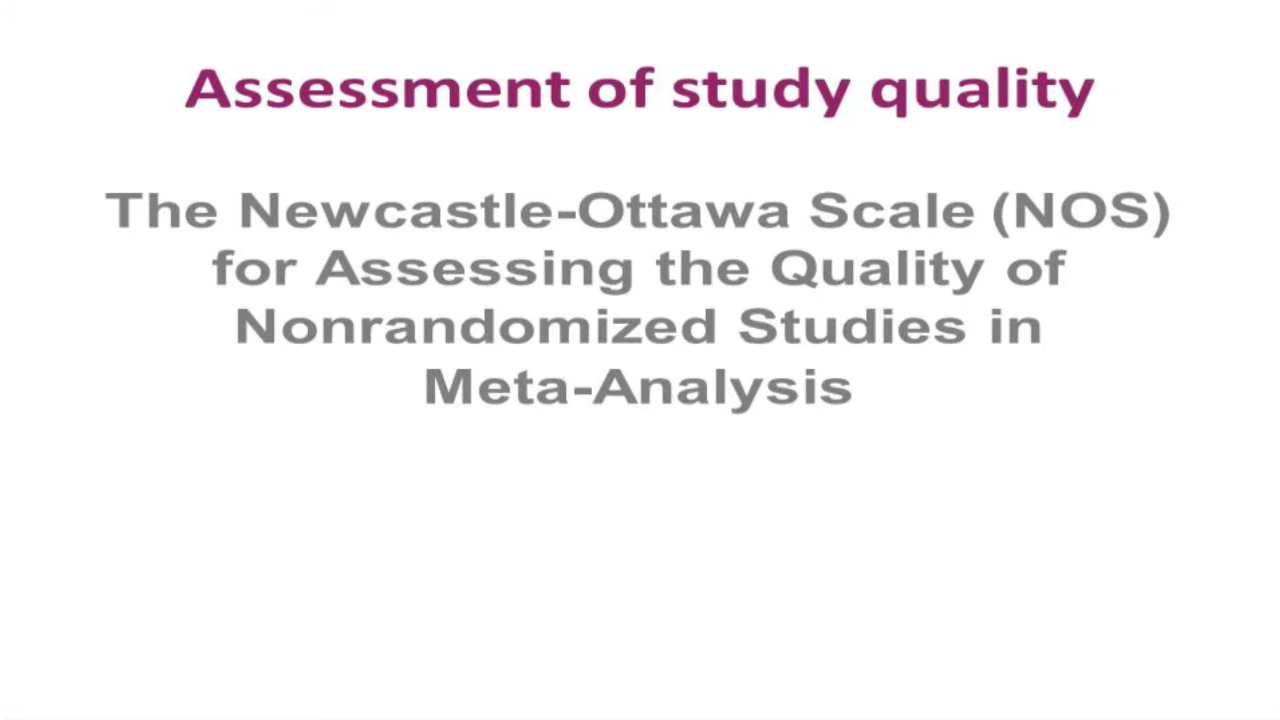 Assessment of study quality
The Newcastle-Ottawa Scale (NOS)
for Assessing the Quality of
Nonrandomized Studies in
Meta-Analysis